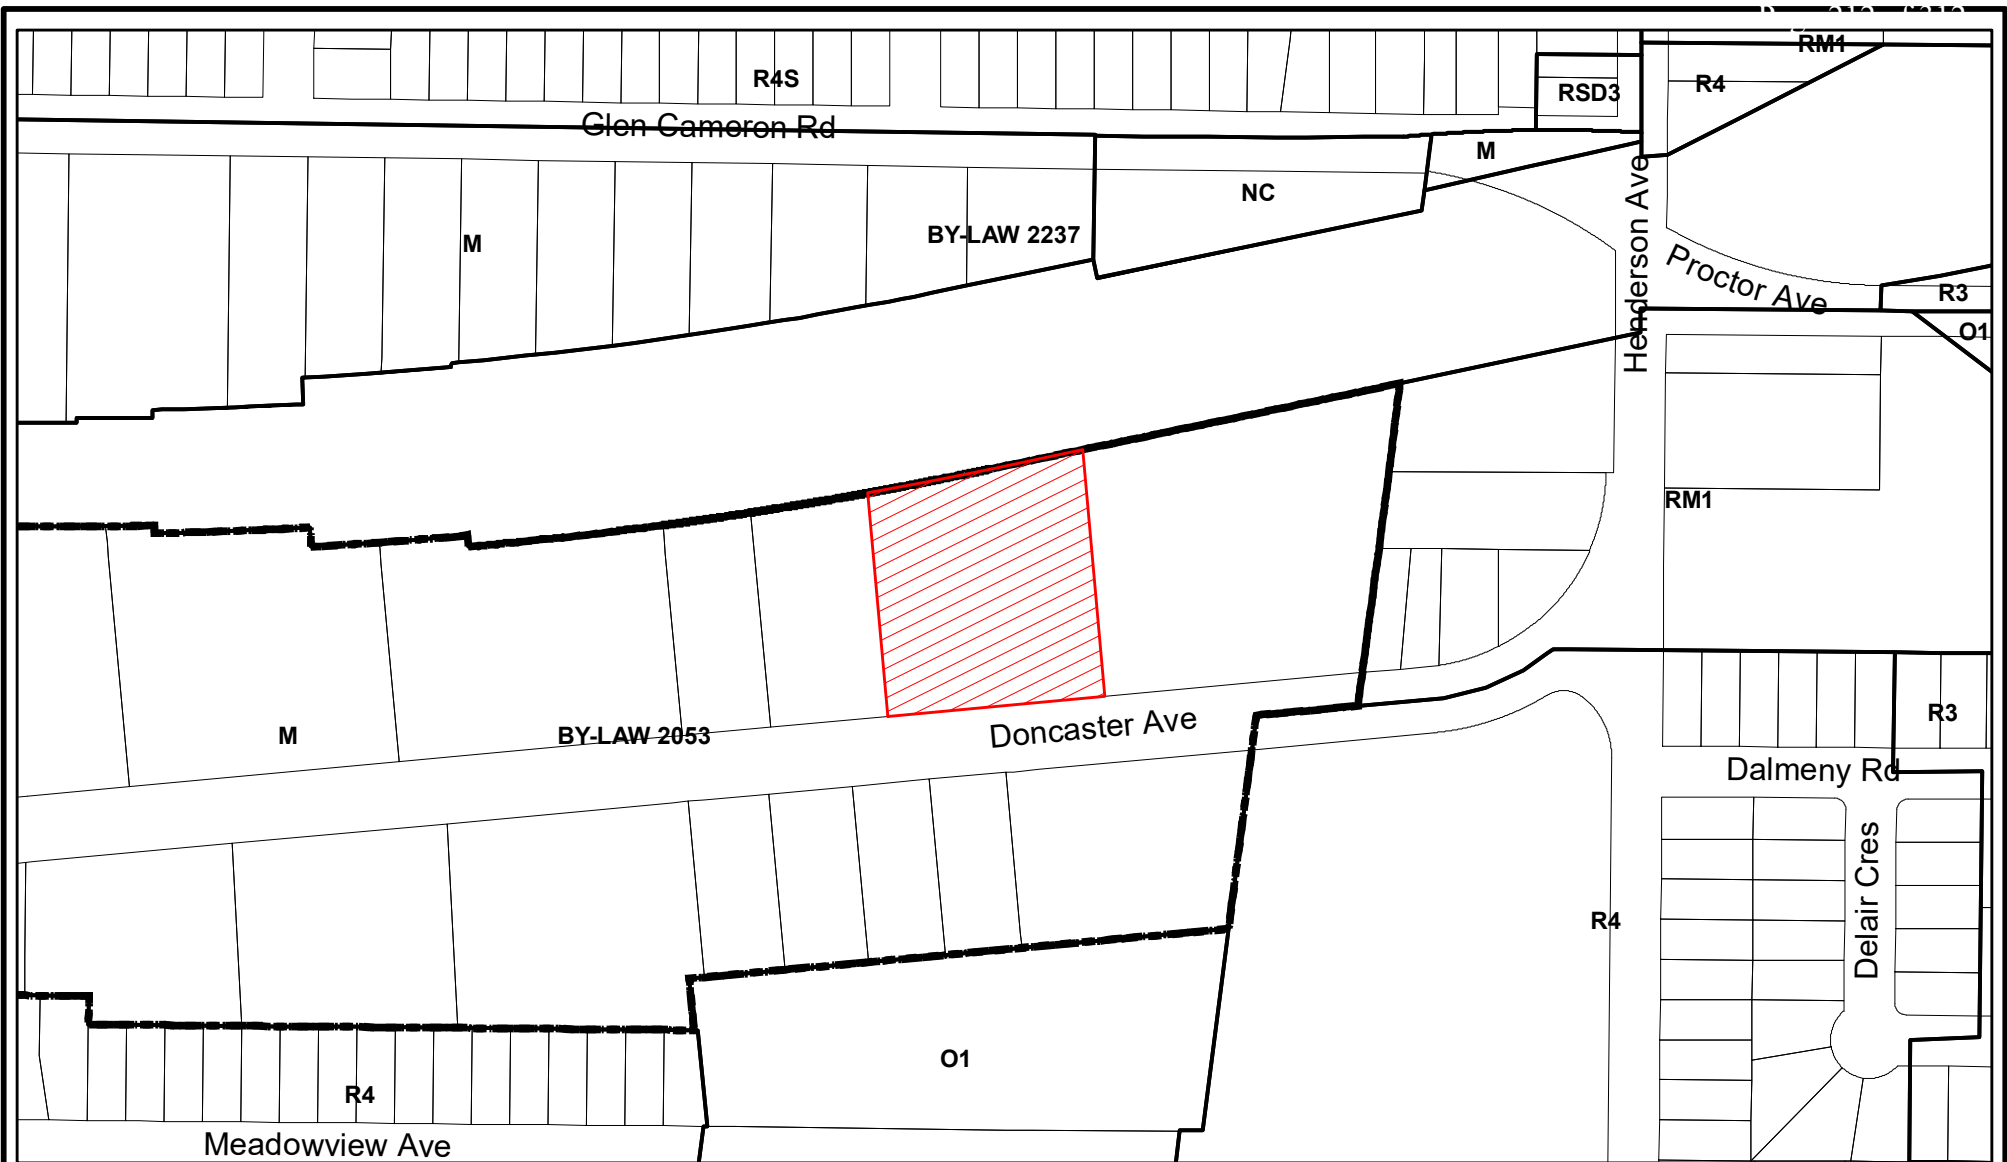 RM1
R4S
RSD3
R4
Glen Cameron Rd
M
NC
M
BY-LAW 2237
Henderson Ave
Proctor Ave
R3
O1
RM1
M
BY-LAW 2053
Doncaster Ave
R3
Dalmeny Rd
Delair Cres
R4
O1
R4
Meadowview Ave